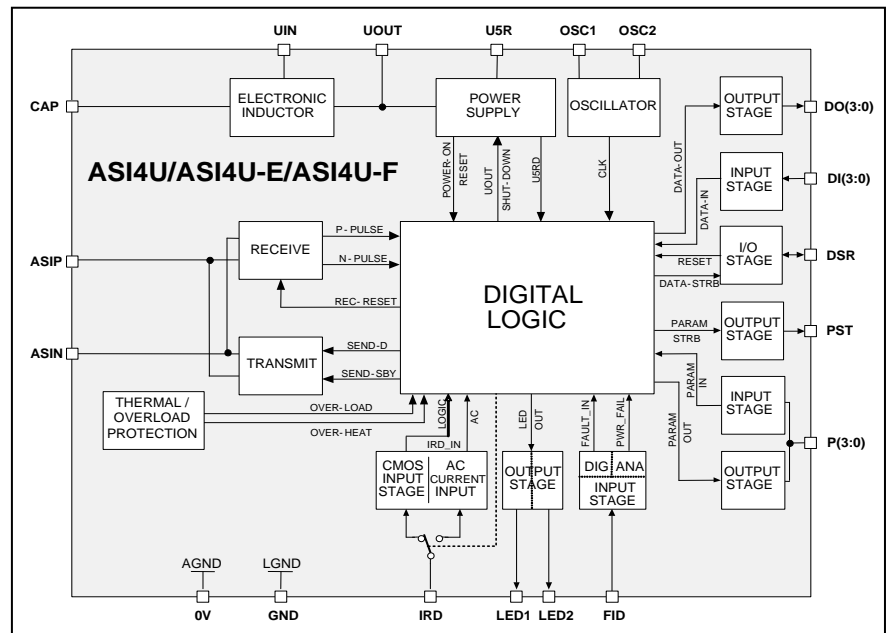 UIN UOUT U5R OSC1 OSC2
CAP
ELECTRONIC
INDUCTOR
POWER
SUPPLY
OSCILLATOR
OUTPUT
STAGE
DO(3:0)
ASI4U/ASI4U-E/ASI4U-F
POWER-ON
RESET
UOUT
SHUT-DOWN
U5RD
CLK
DATA-OUT
DATA-IN
INPUT
STAGE
DI(3:0)
ASIP
RECEIVE
P-PULSE
N-PULSE
REC-RESET
DIGITAL
LOGIC
RESET
DATA-STRB
I/O
STAGE
DSR
ASIN
TRANSMIT
SEND-D
SEND-SBY
PARAM
STRB
OUTPUT
STAGE
PST
THERMAL /
OVERLOAD
PROTECTION
OVER-LOAD
OVER-HEAT
LOGIC
IRD_IN
AC
LED
OUT
FAULT_IN
PWR_FAIL
PARAM
IN
PARAM
OUT
INPUT
STAGE
P(3:0)
OUTPUT
STAGE
CMOS
INPUT
STAGE
AC
CURRENT
INPUT
OUTPUT
STAGE
DIG ANA
INPUT
STAGE
AGND LGND
0V GND IRD LED1 LED2 FID